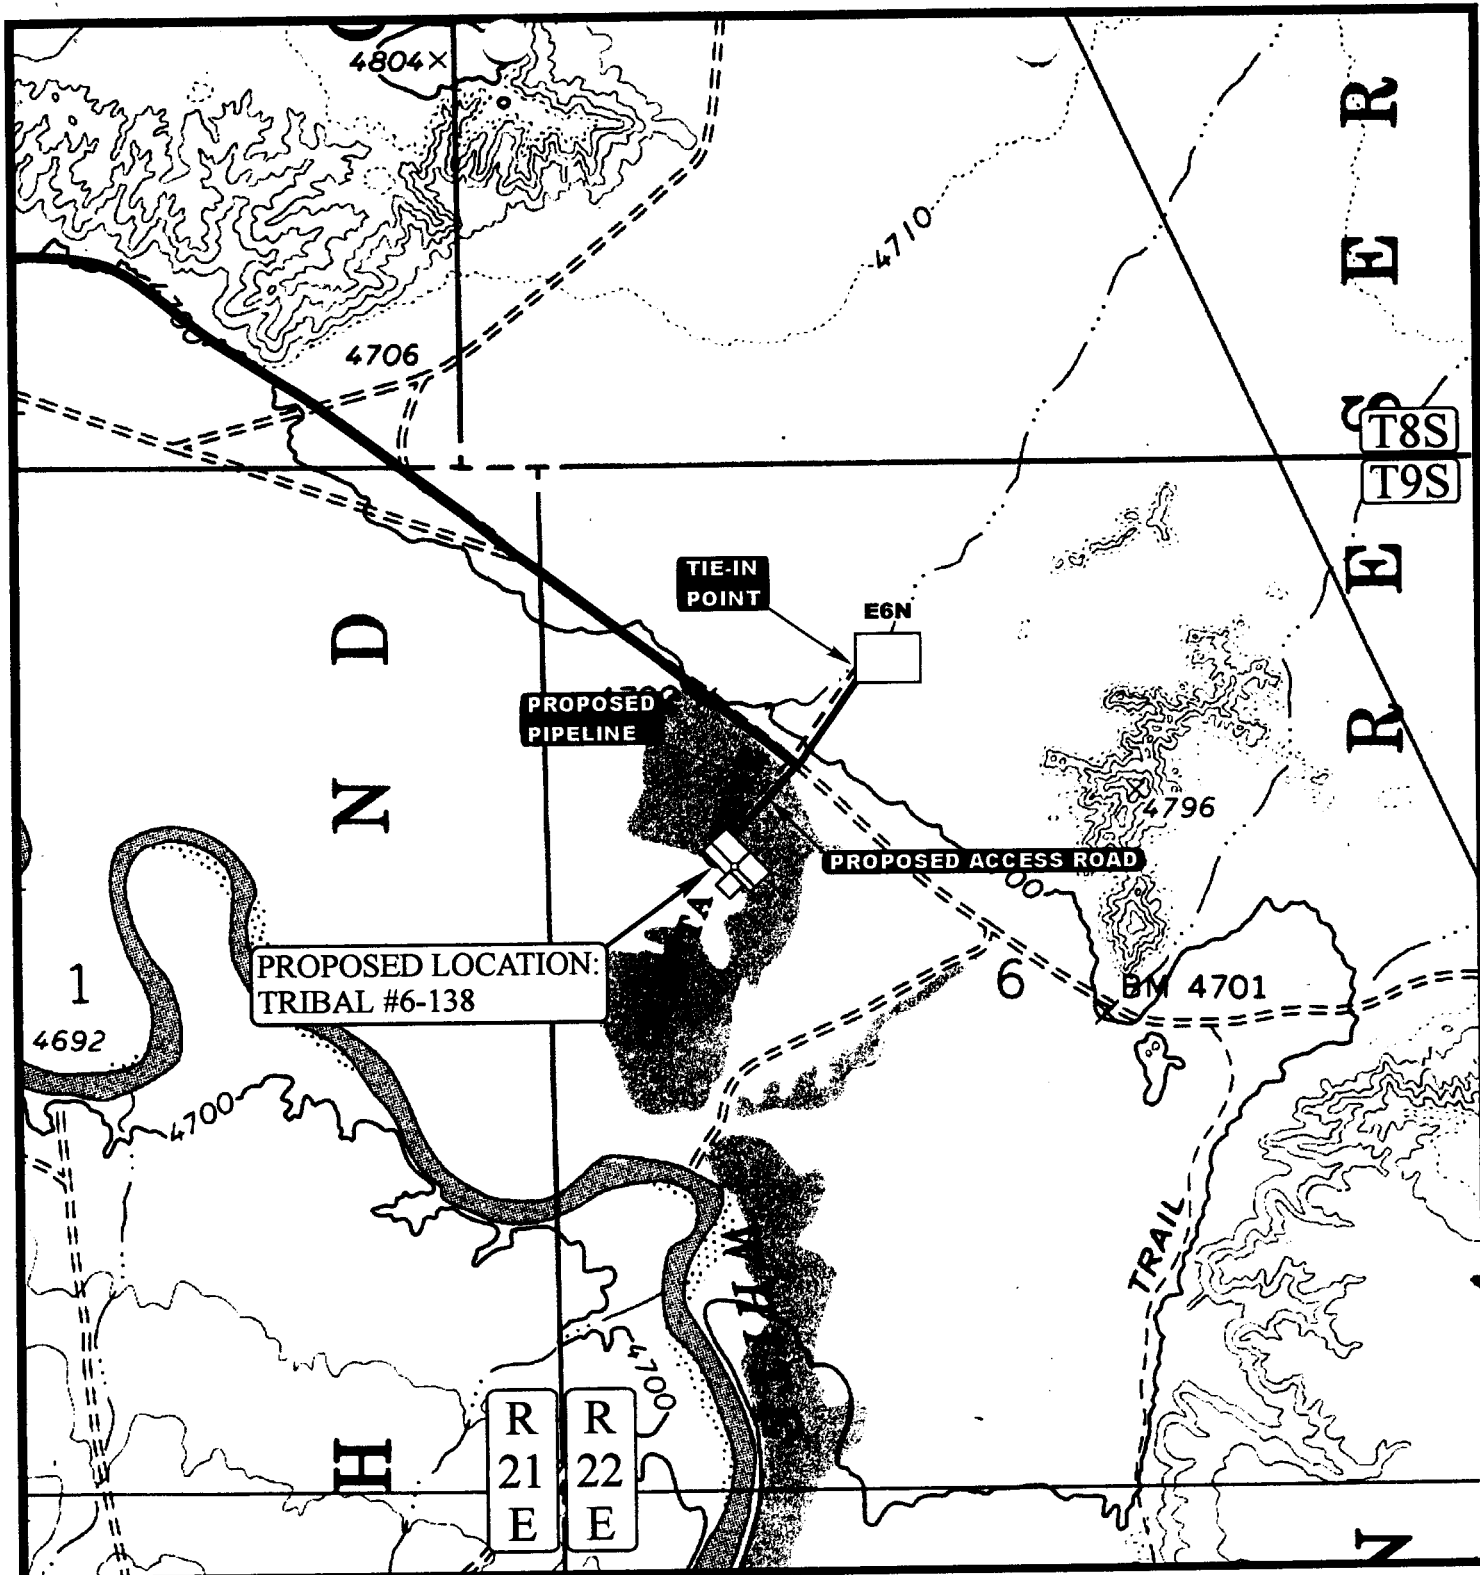 4804
R
E
S
E
R
4710
4706
T8S
T9S
TIE-IN
POINT
E6N
N D
PROPOSED
PIPELINE
4796
PROPOSED ACCESS ROAD
PROPOSED LOCATION:
TRIBAL #6-138
1
4692
6
BM 4701
4700
TRAIL
4700
H
R
21
E
R
22
E
N